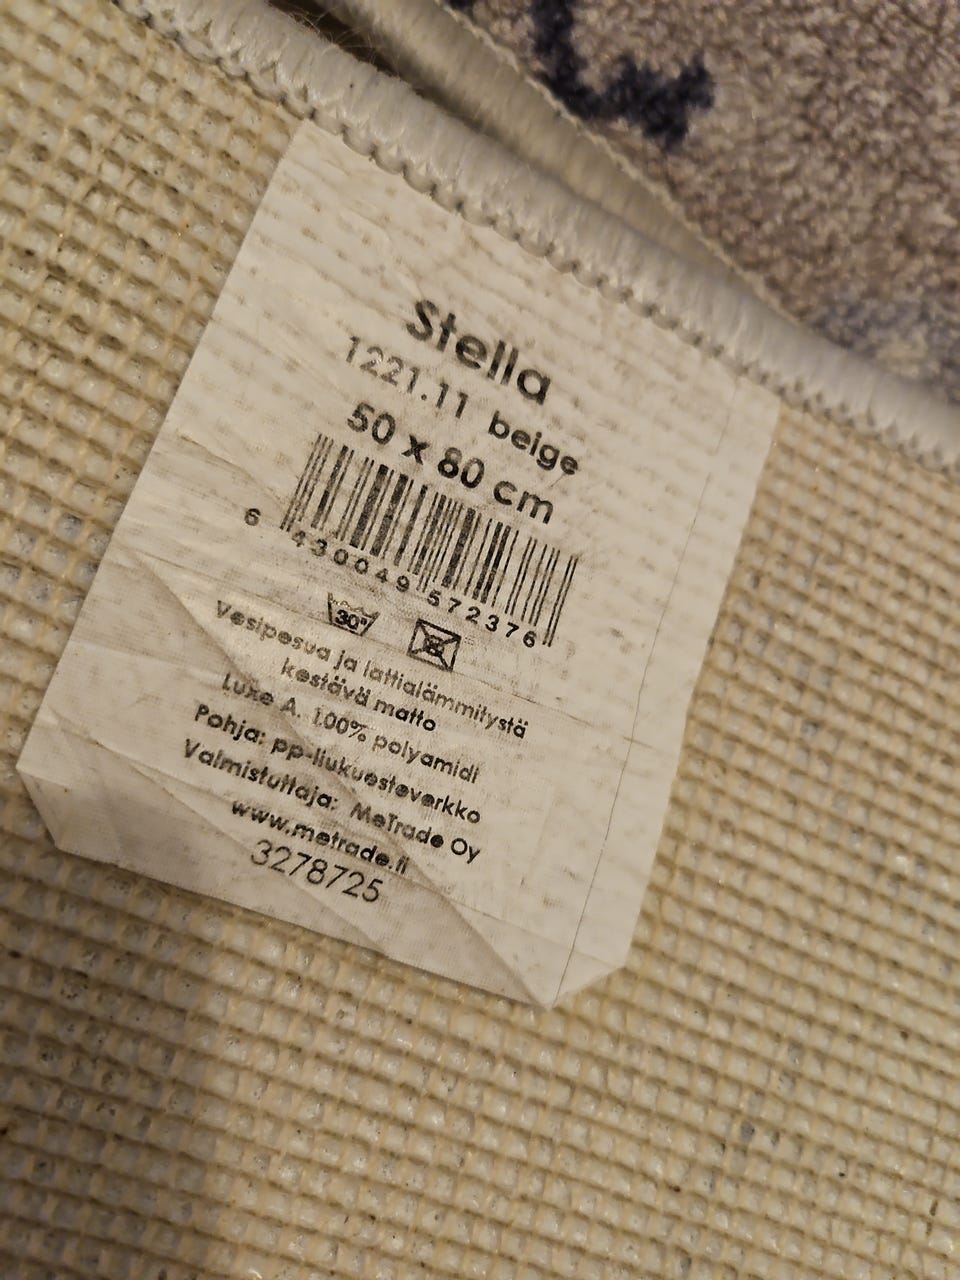 Stella
1221.11 beige
50 x 80 cm
6 430049 572376
30°
Vesipesua ja lattialämmitystä
kestävä matto
Luxe A. 100% polyamidi
Pohja: pp-liukuesteverkko
Valmistuttaja: MeTrade Oy
www.metrade.fi
3278725